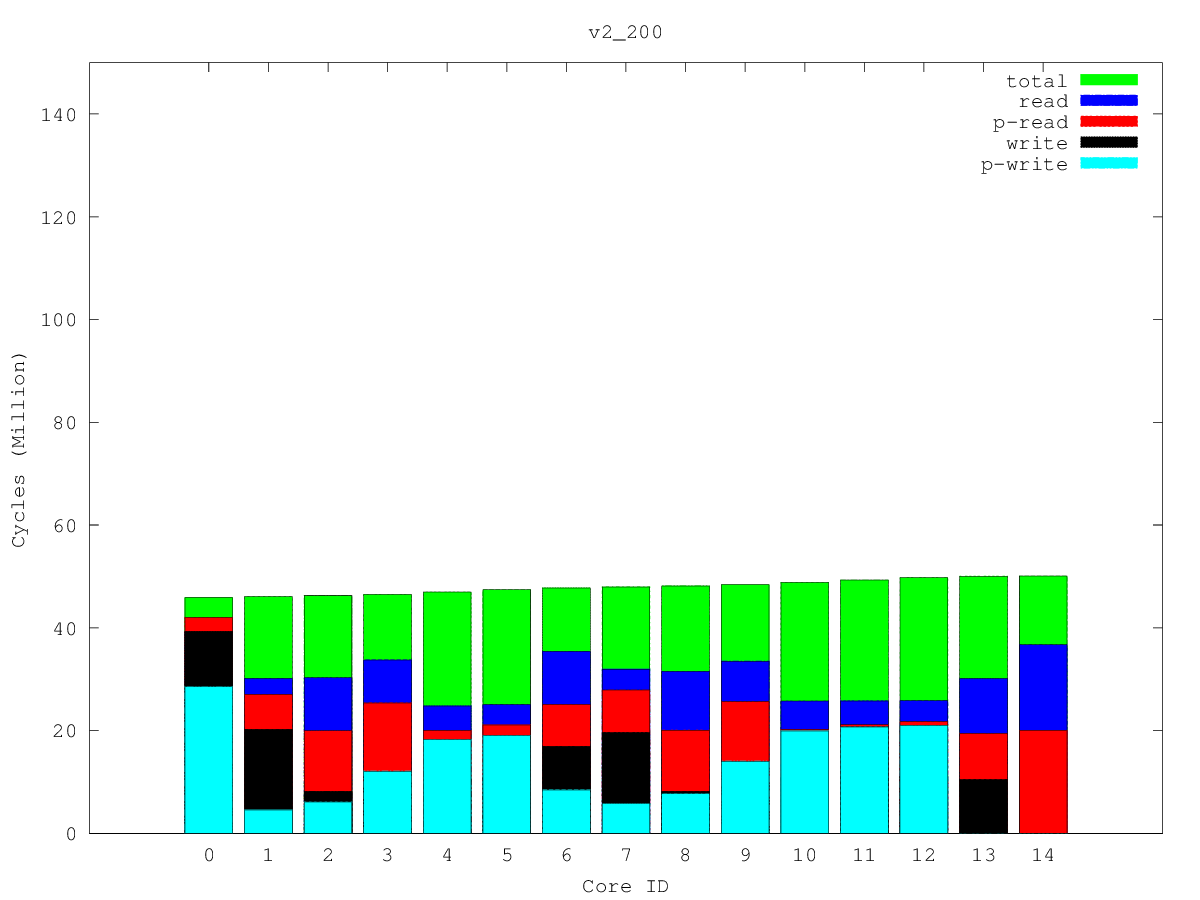 v2_200
total
read
p-read
write
p-write
140
120
100
80
60
40
20
0
Cycles (Million)
0 1 2 3 4 5 6 7 8 9 10 11 12 13 14
Core ID